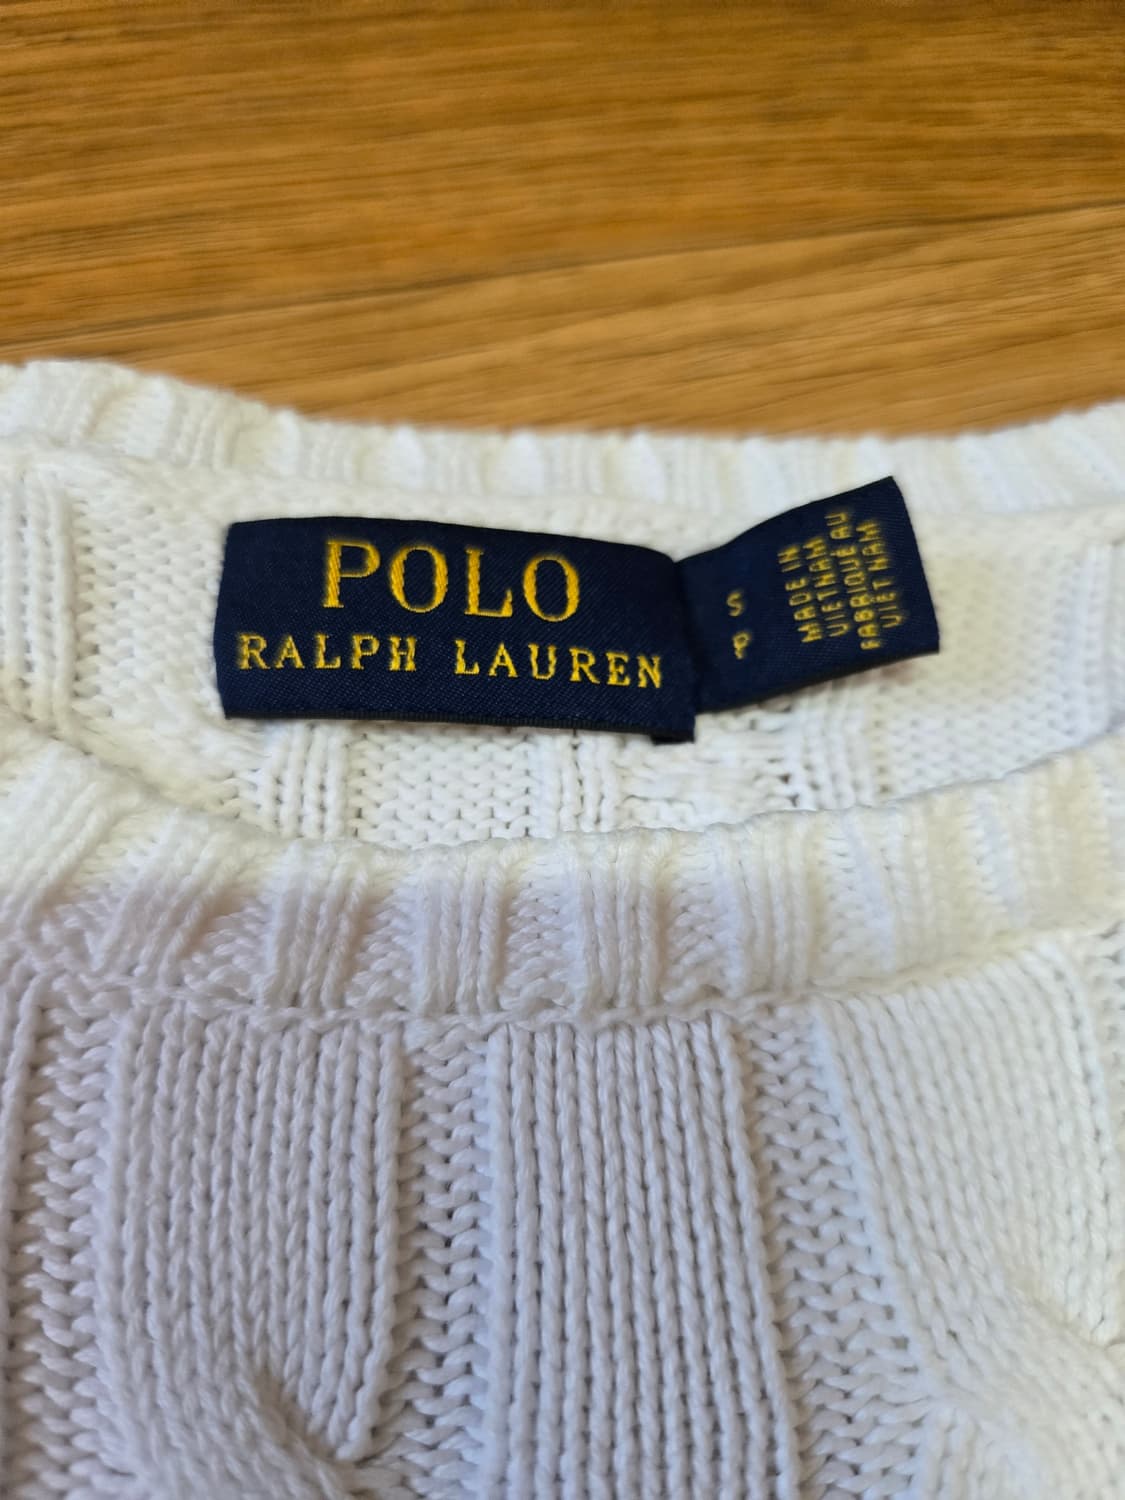 POLO
RALPH LAUREN
S
P
MADE IN
VIETNAM
FABRIQUÉ AU
VIET NAM